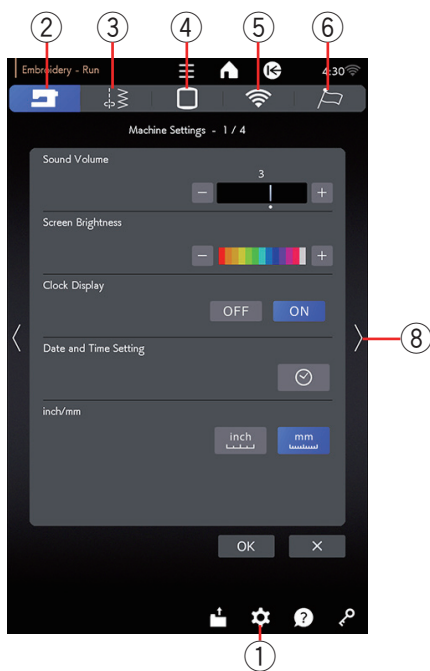 ② ③ ④ ⑤ ⑥
Embroidery - Run 4:30
Machine Settings - 1 / 4
Sound Volume
3
− +
Screen Brightness
− +
Clock Display
OFF ON
⑧
Date and Time Setting
inch/mm
inch mm
OK ×
?
①